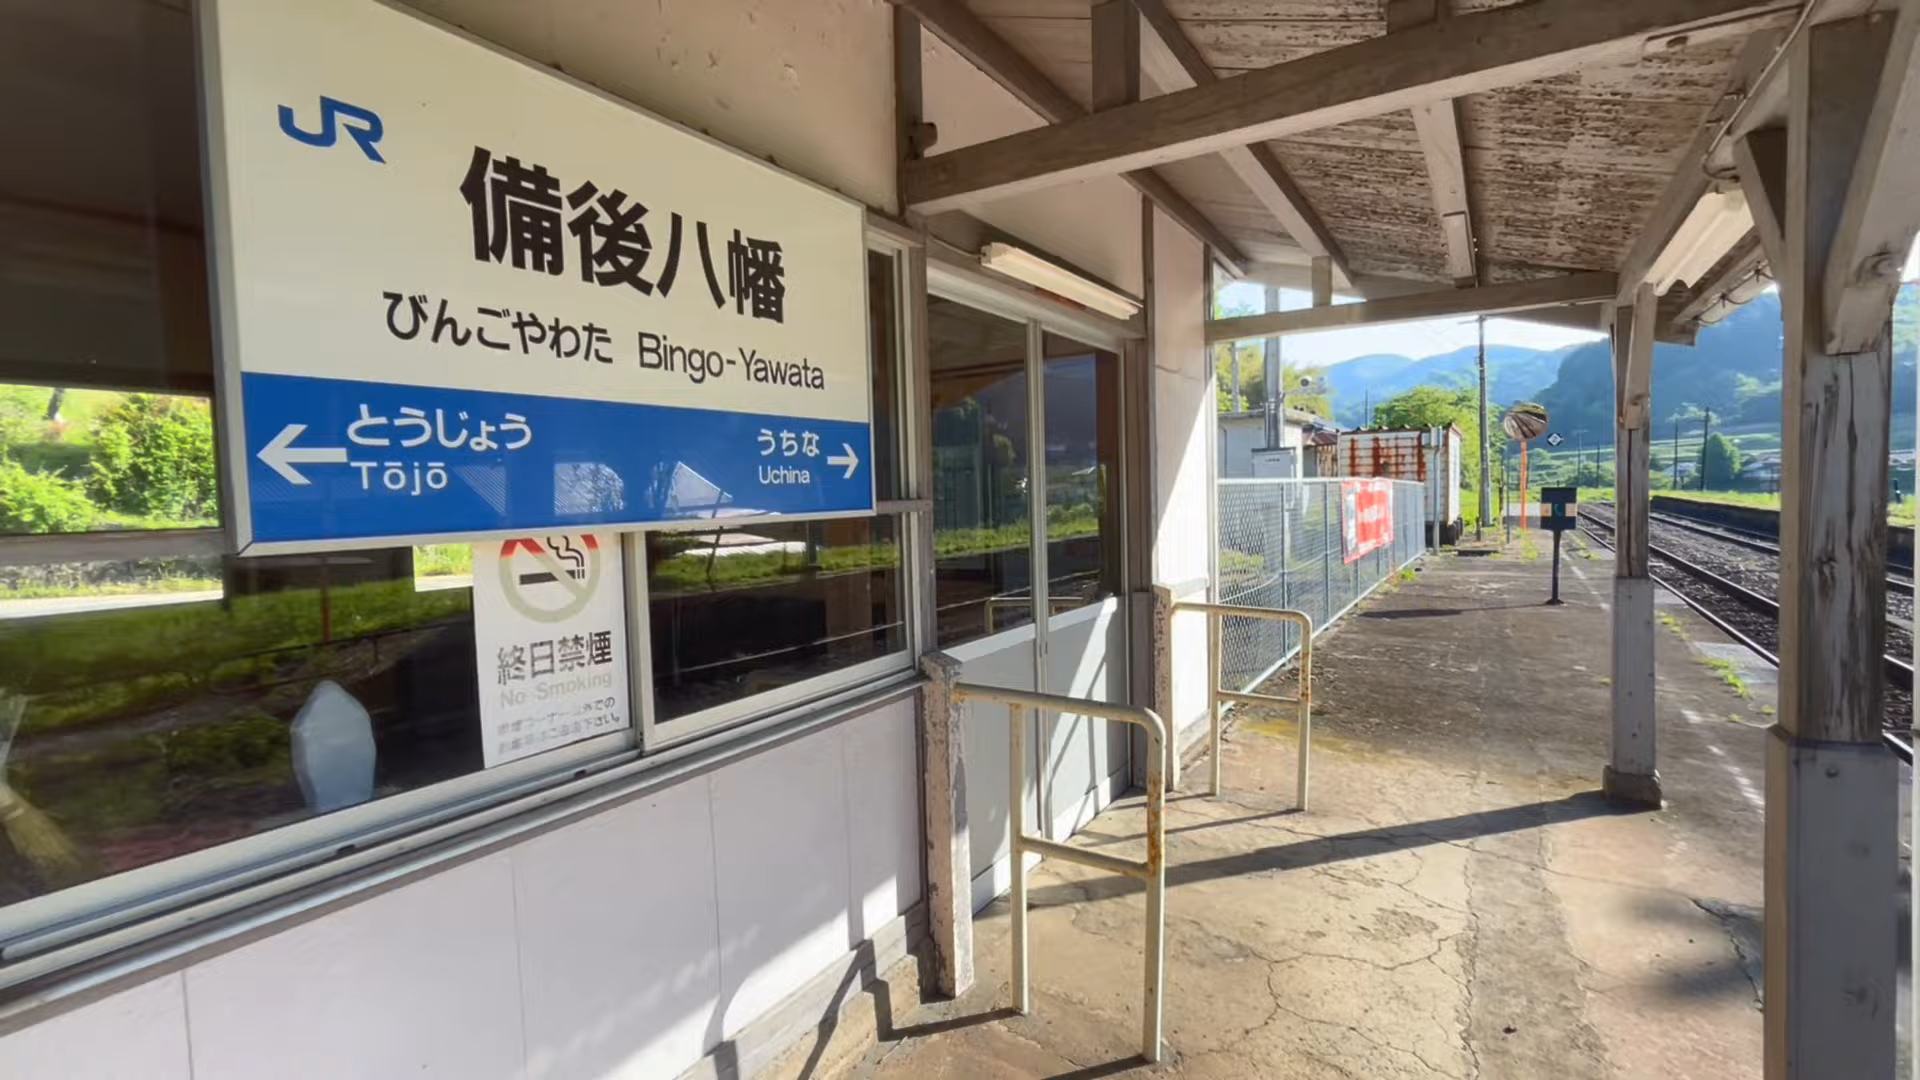 JR
備後八幡
びんごやわた Bingo-Yawata
とうじょう
Tōjō
うちな
Uchina
終日禁煙
No Smoking